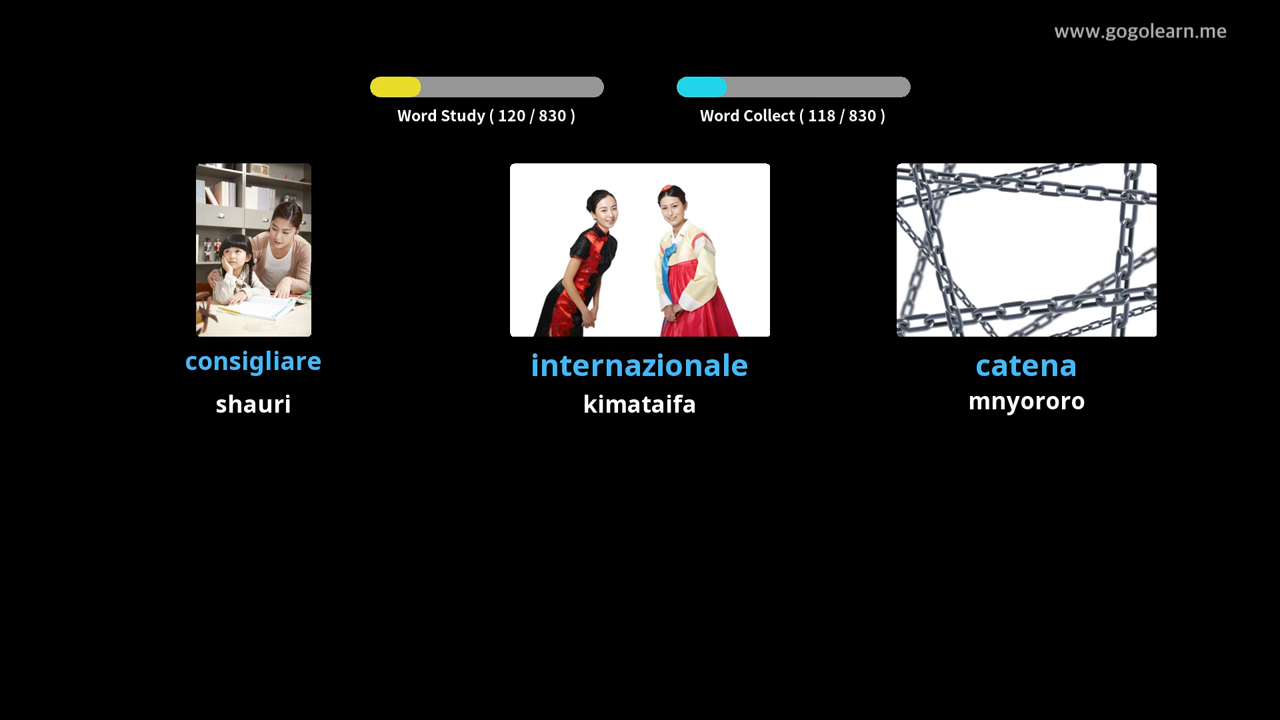 www.gogolearn.me
Word Study ( 120 / 830 )
Word Collect ( 118 / 830 )
consigliare
shauri
internazionale
kimataifa
catena
mnyororo